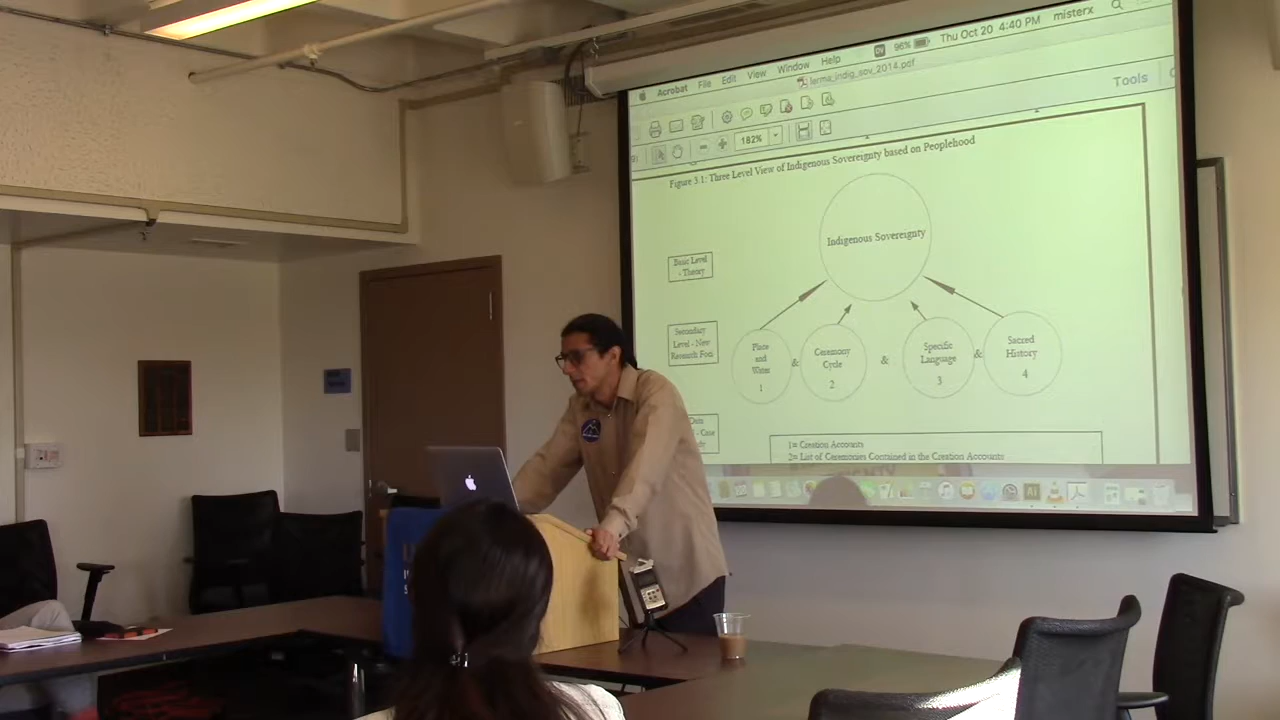 Acrobat File Edit View Window Help
96% Thu Oct 20 4:40 PM misterx
lerma_indig_sov_2014.pdf
Tools
182%
Figure 3.1: Three Level View of Indigenous Sovereignty based on Peoplehood
Indigenous Sovereignty
Basic Level
- Theory
Secondary
Level - New
Research Foci
Place
and
Water
1
&
Ceremony
Cycle
2
&
Specific
Language
3
&
Sacred
History
4
1= Creation Accounts
2= List of Ceremonies Contained in the Creation Accounts